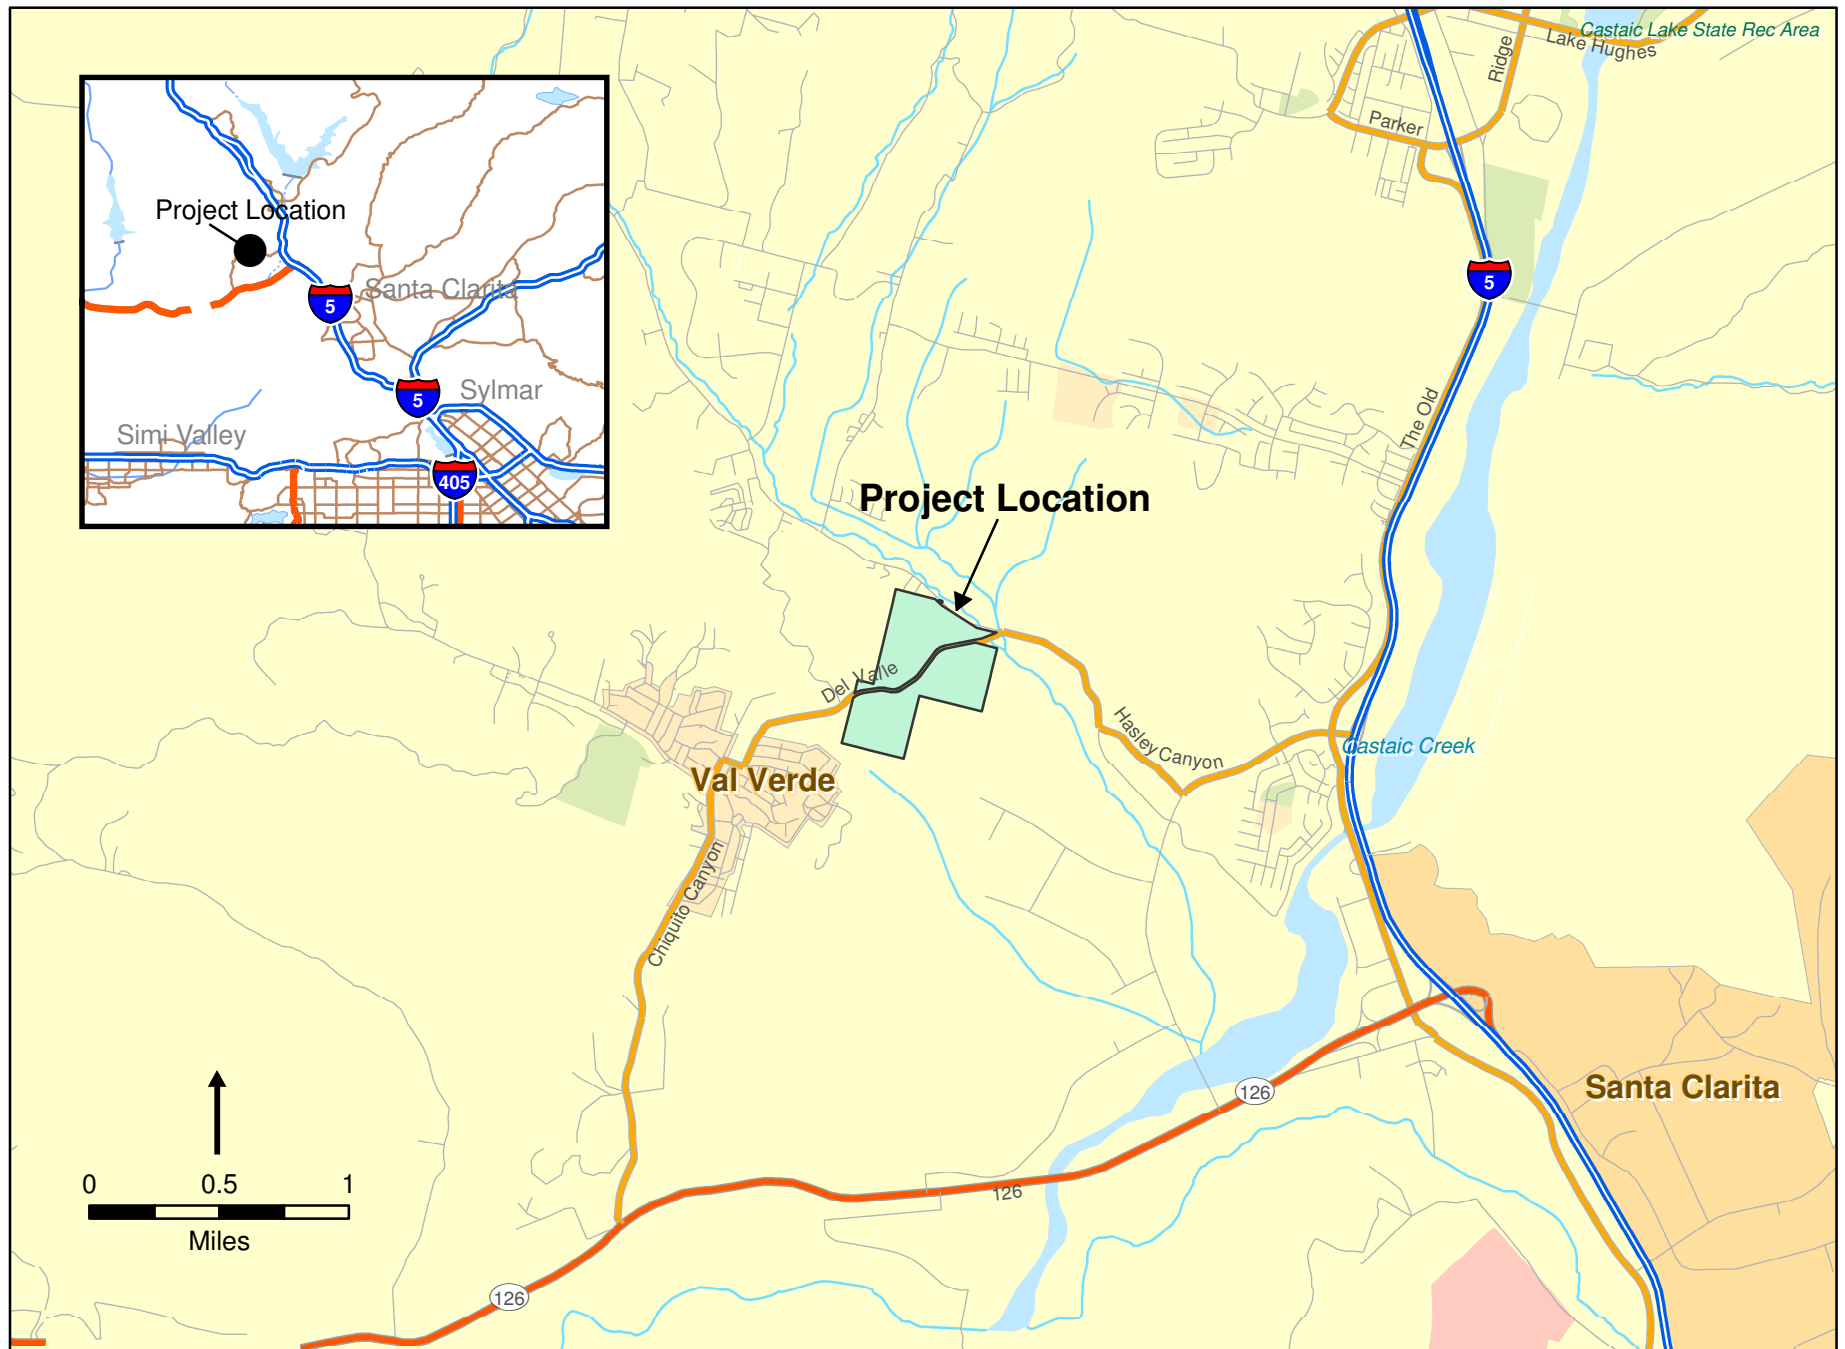 Castaic Lake State Rec Area
Lake Hughes
Ridge
Parker
Project Location
5
Santa Clarita
5
Sylmar
Simi Valley
405
5
The Old
Project Location
Del Valle
Hasley Canyon
Castaic Creek
Val Verde
Chiquito Canyon
Santa Clarita
126
126
126
0 0.5 1
Miles